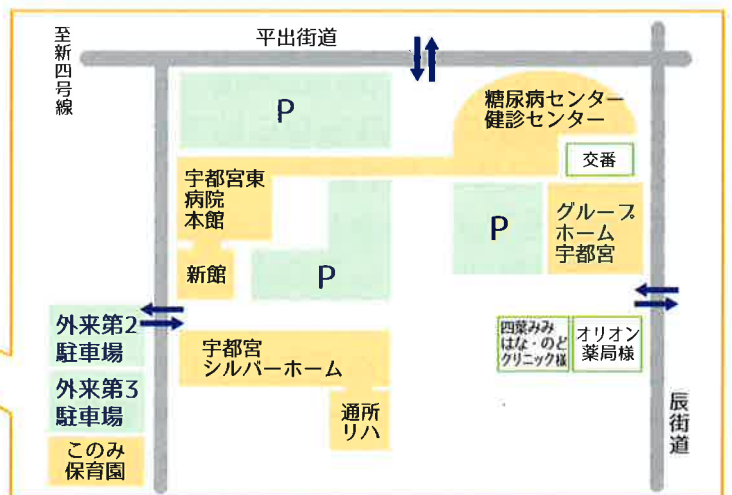 至新四号線
平出街道
P
糖尿病センター
健診センター
交番
宇都宮東
病院
本館
P
グループ
ホーム
宇都宮
新館
P
外来第2
駐車場
四葉みみ
はな・のど
クリニック様
オリオン
薬局様
宇都宮
シルバーホーム
外来第3
駐車場
通所
リハ
辰街道
このみ
保育園